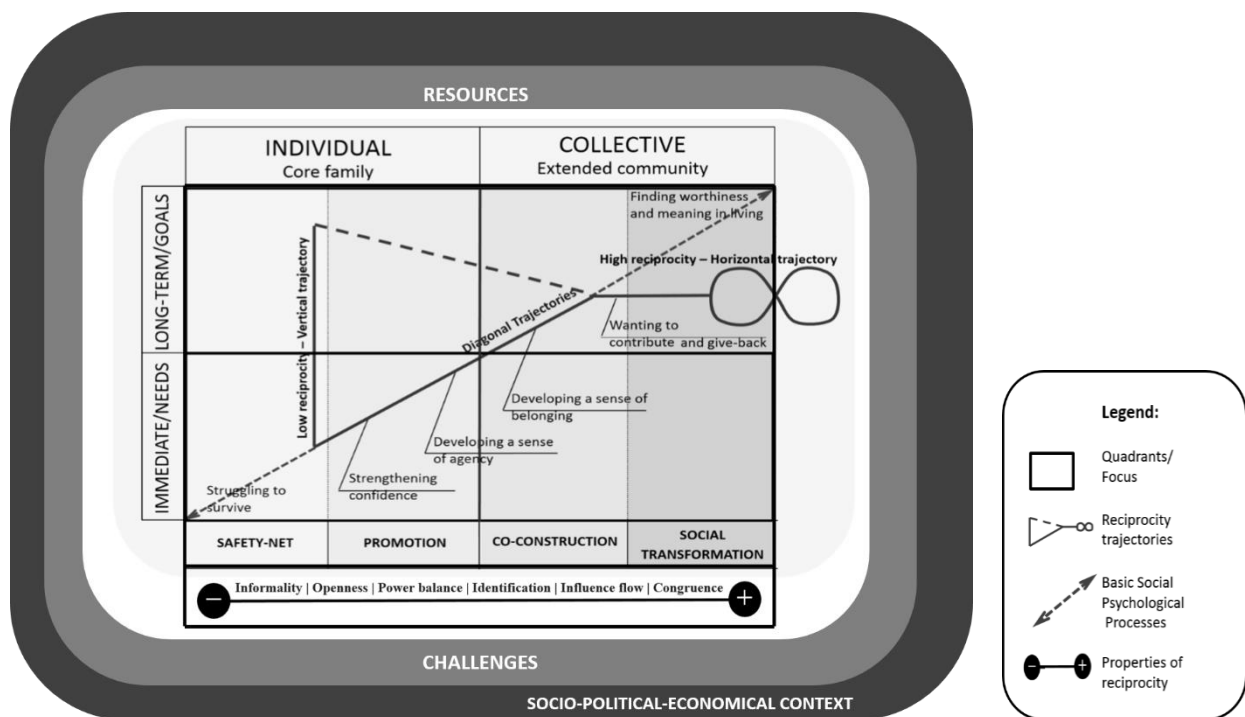 RESOURCES
INDIVIDUAL
Core family
COLLECTIVE
Extended community
LONG-TERM/GOALS
IMMEDIATE/NEEDS
Finding worthiness
and meaning in living
High reciprocity – Horizontal trajectory
Low reciprocity – Vertical trajectory
Diagonal Trajectories
Wanting to
contribute and give-back
Developing a sense of
belonging
Developing a sense
of agency
Strengthening
confidence
Struggling to
survive
SAFETY-NET
PROMOTION
CO-CONSTRUCTION
SOCIAL
TRANSFORMATION
Informality | Openness | Power balance | Identification | Influence flow | Congruence
− +
CHALLENGES
SOCIO-POLITICAL-ECONOMICAL CONTEXT
Legend:
Quadrants/
Focus
Reciprocity
trajectories
Basic Social
Psychological
Processes
− +
Properties of
reciprocity